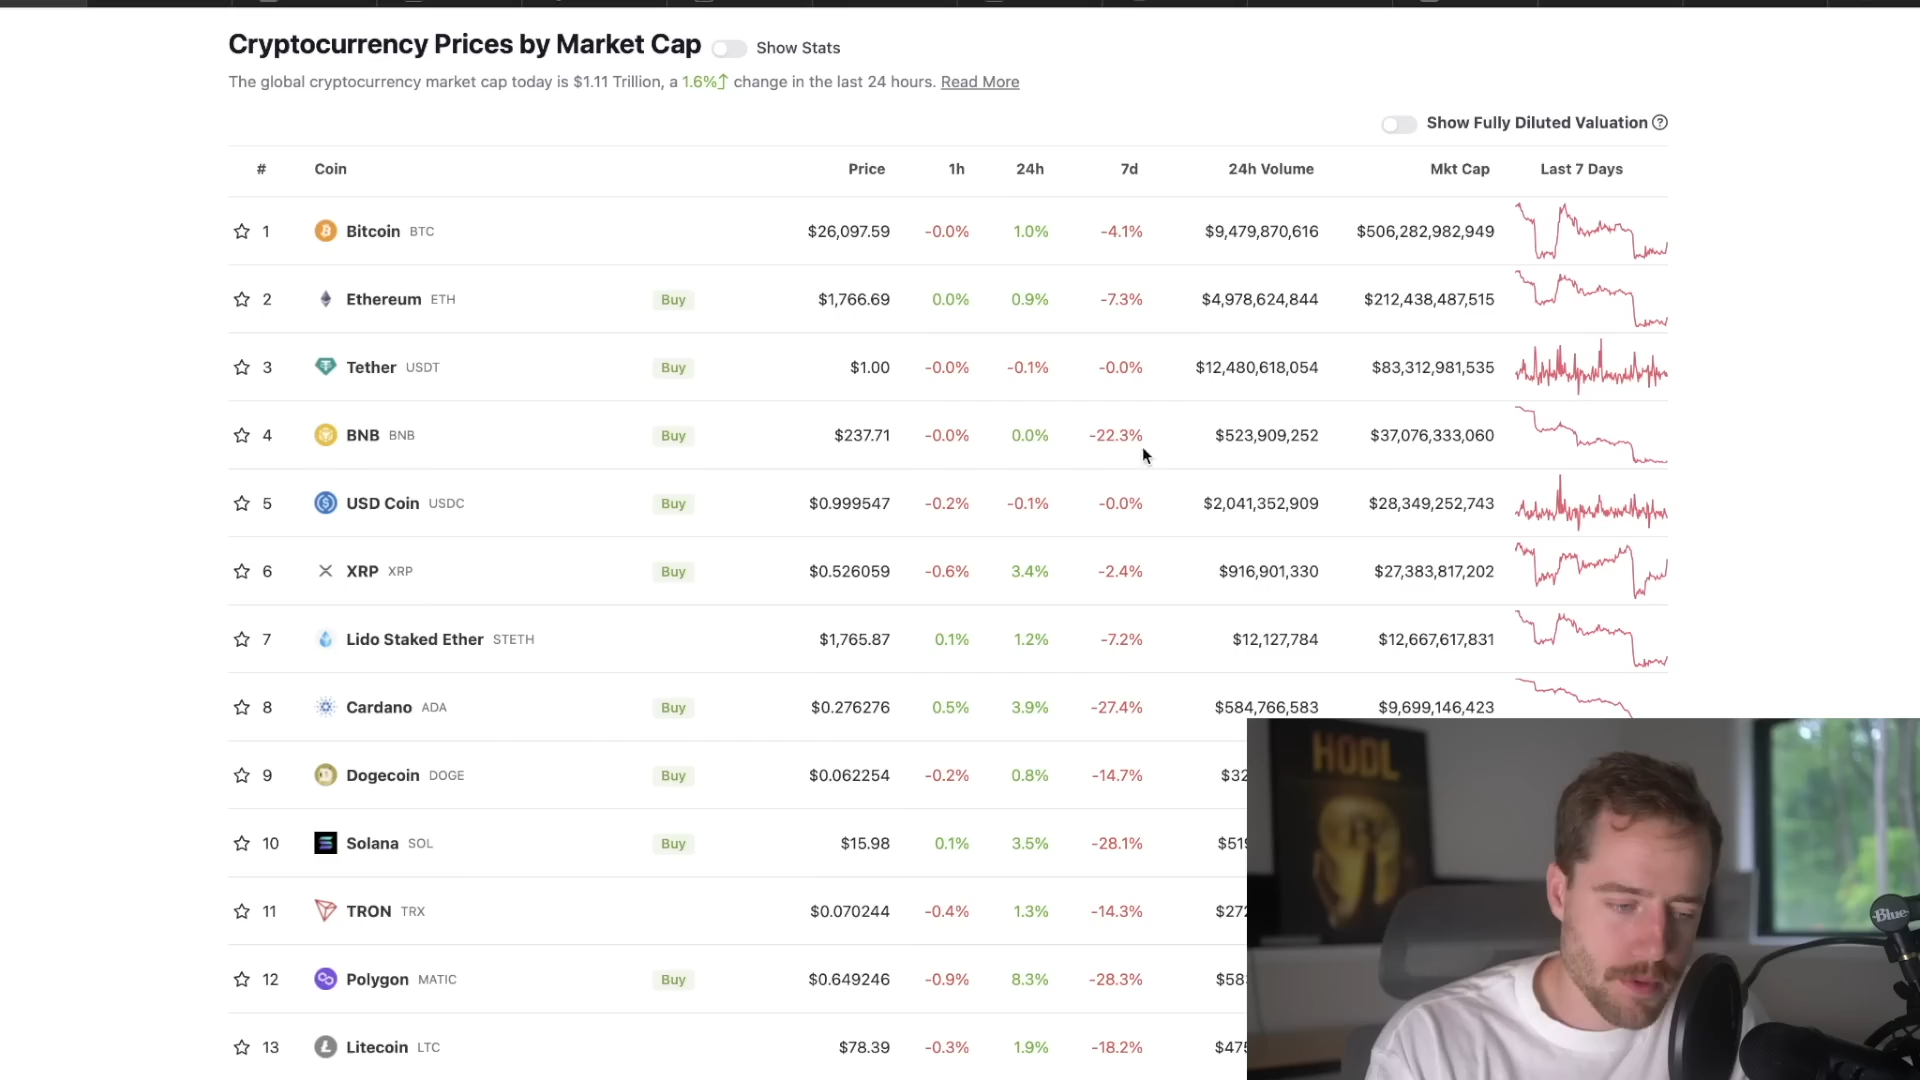 Cryptocurrency Prices by Market Cap Show Stats
The global cryptocurrency market cap today is $1.11 Trillion, a 1.6% change in the last 24 hours. Read More
Show Fully Diluted Valuation ?
# Coin Price 1h 24h 7d 24h Volume Mkt Cap Last 7 Days
1 Bitcoin BTC $26,097.59 -0.0% 1.0% -4.1% $9,479,870,616 $506,282,982,949
2 Ethereum ETH Buy $1,766.69 0.0% 0.9% -7.3% $4,978,624,844 $212,438,487,515
3 Tether USDT Buy $1.00 -0.0% -0.1% -0.0% $12,480,618,054 $83,312,981,535
4 BNB BNB Buy $237.71 -0.0% 0.0% -22.3% $523,909,252 $37,076,333,060
5 USD Coin USDC Buy $0.999547 -0.2% -0.1% -0.0% $2,041,352,909 $28,349,252,743
6 XRP XRP Buy $0.526059 -0.6% 3.4% -2.4% $916,901,330 $27,383,817,202
7 Lido Staked Ether STETH $1,765.87 0.1% 1.2% -7.2% $12,127,784 $12,667,617,831
8 Cardano ADA Buy $0.276276 0.5% 3.9% -27.4% $584,766,583 $9,699,146,423
9 Dogecoin DOGE Buy $0.062254 -0.2% 0.8% -14.7% $32
10 Solana SOL Buy $15.98 0.1% 3.5% -28.1% $519
11 TRON TRX $0.070244 -0.4% 1.3% -14.3% $272
12 Polygon MATIC Buy $0.649246 -0.9% 8.3% -28.3% $58
13 Litecoin LTC $78.39 -0.3% 1.9% -18.2% $475
HODL
Blue